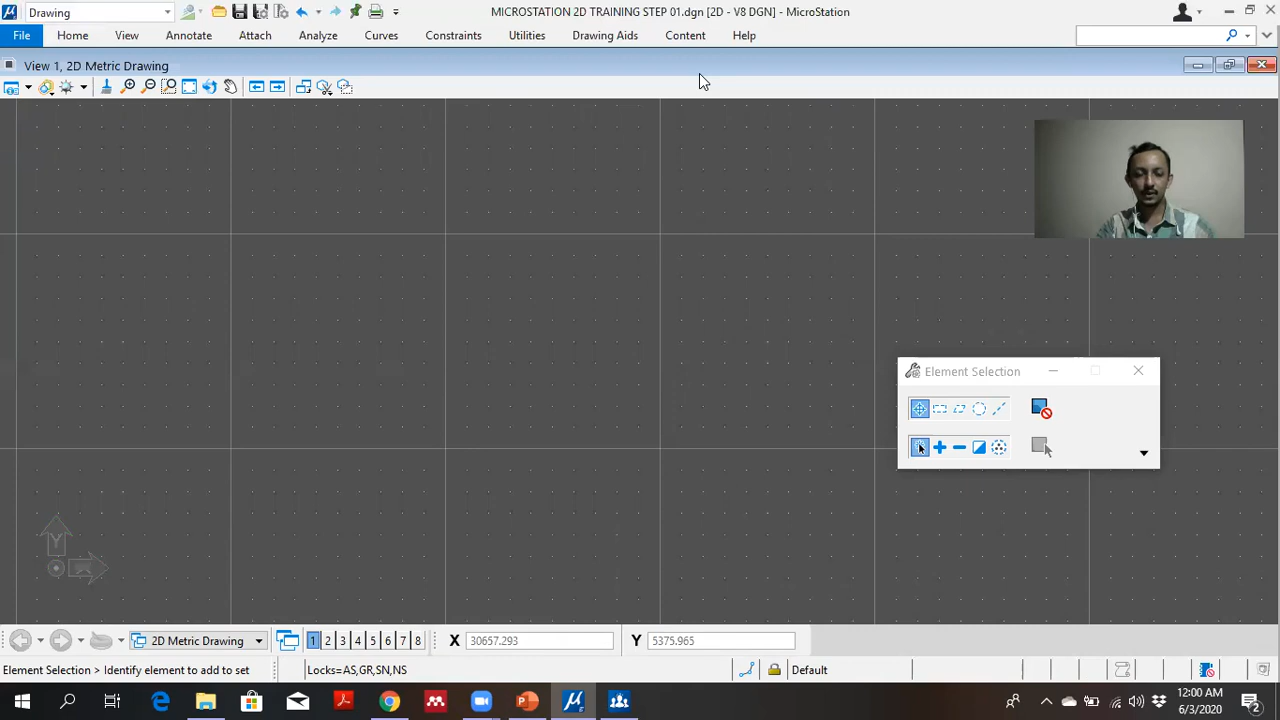 Drawing
MICROSTATION 2D TRAINING STEP 01.dgn [2D - V8 DGN] - MicroStation
File Home View Annotate Attach Analyze Curves Constraints Utilities Drawing Aids Content Help
View 1, 2D Metric Drawing
Element Selection
Y
2D Metric Drawing 1 2 3 4 5 6 7 8 X 30657.293 Y 5375.965
Element Selection > Identify element to add to set Locks=AS,GR,SN,NS Default
12:00 AM
6/3/2020
2